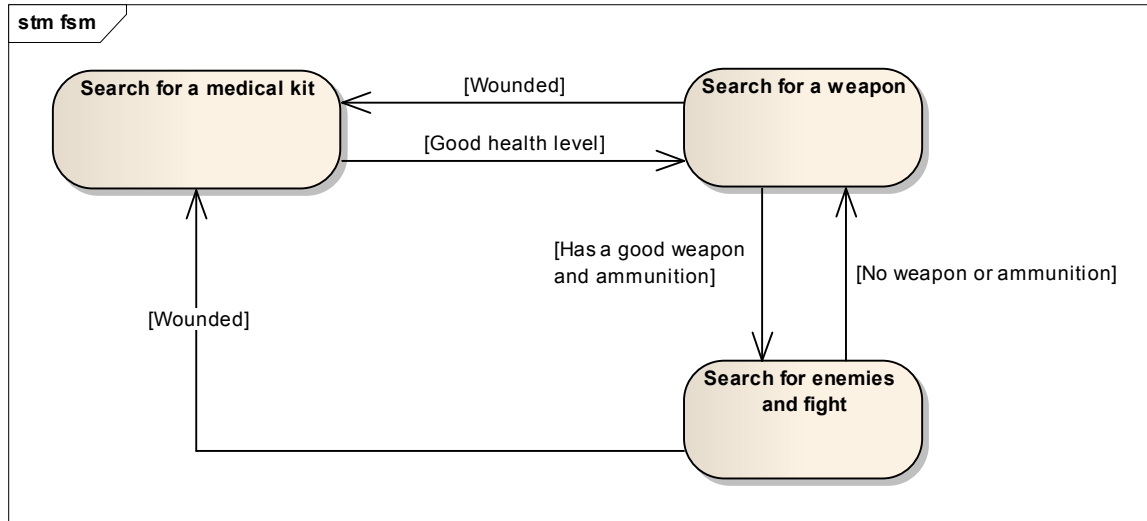 stm fsm
Search for a medical kit
[Wounded]
Search for a weapon
[Good health level]
[Has a good weapon
and ammunition]
[No weapon or ammunition]
[Wounded]
Search for enemies
and fight